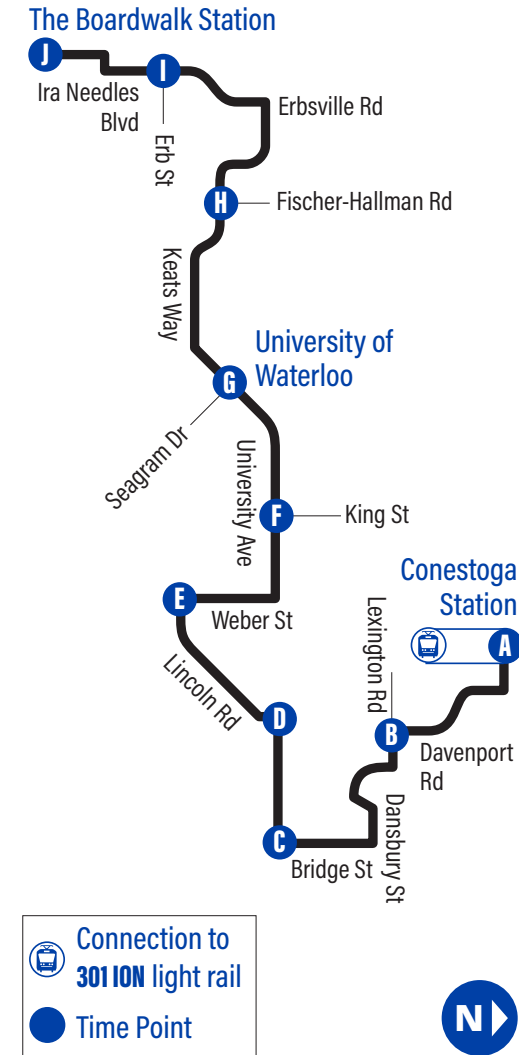 The Boardwalk Station
J
I
Ira Needles
Blvd
Erb St
Erbsville Rd
H
Fischer-Hallman Rd
Keats Way
University of
Waterloo
G
Seagram Dr
University Ave
F
King St
Conestoga
Station
A
E
Weber St
Lexington Rd
Lincoln Rd
D
B
Davenport
Rd
Dansbury St
C
Bridge St
Connection to
301 ION light rail
Time Point
N